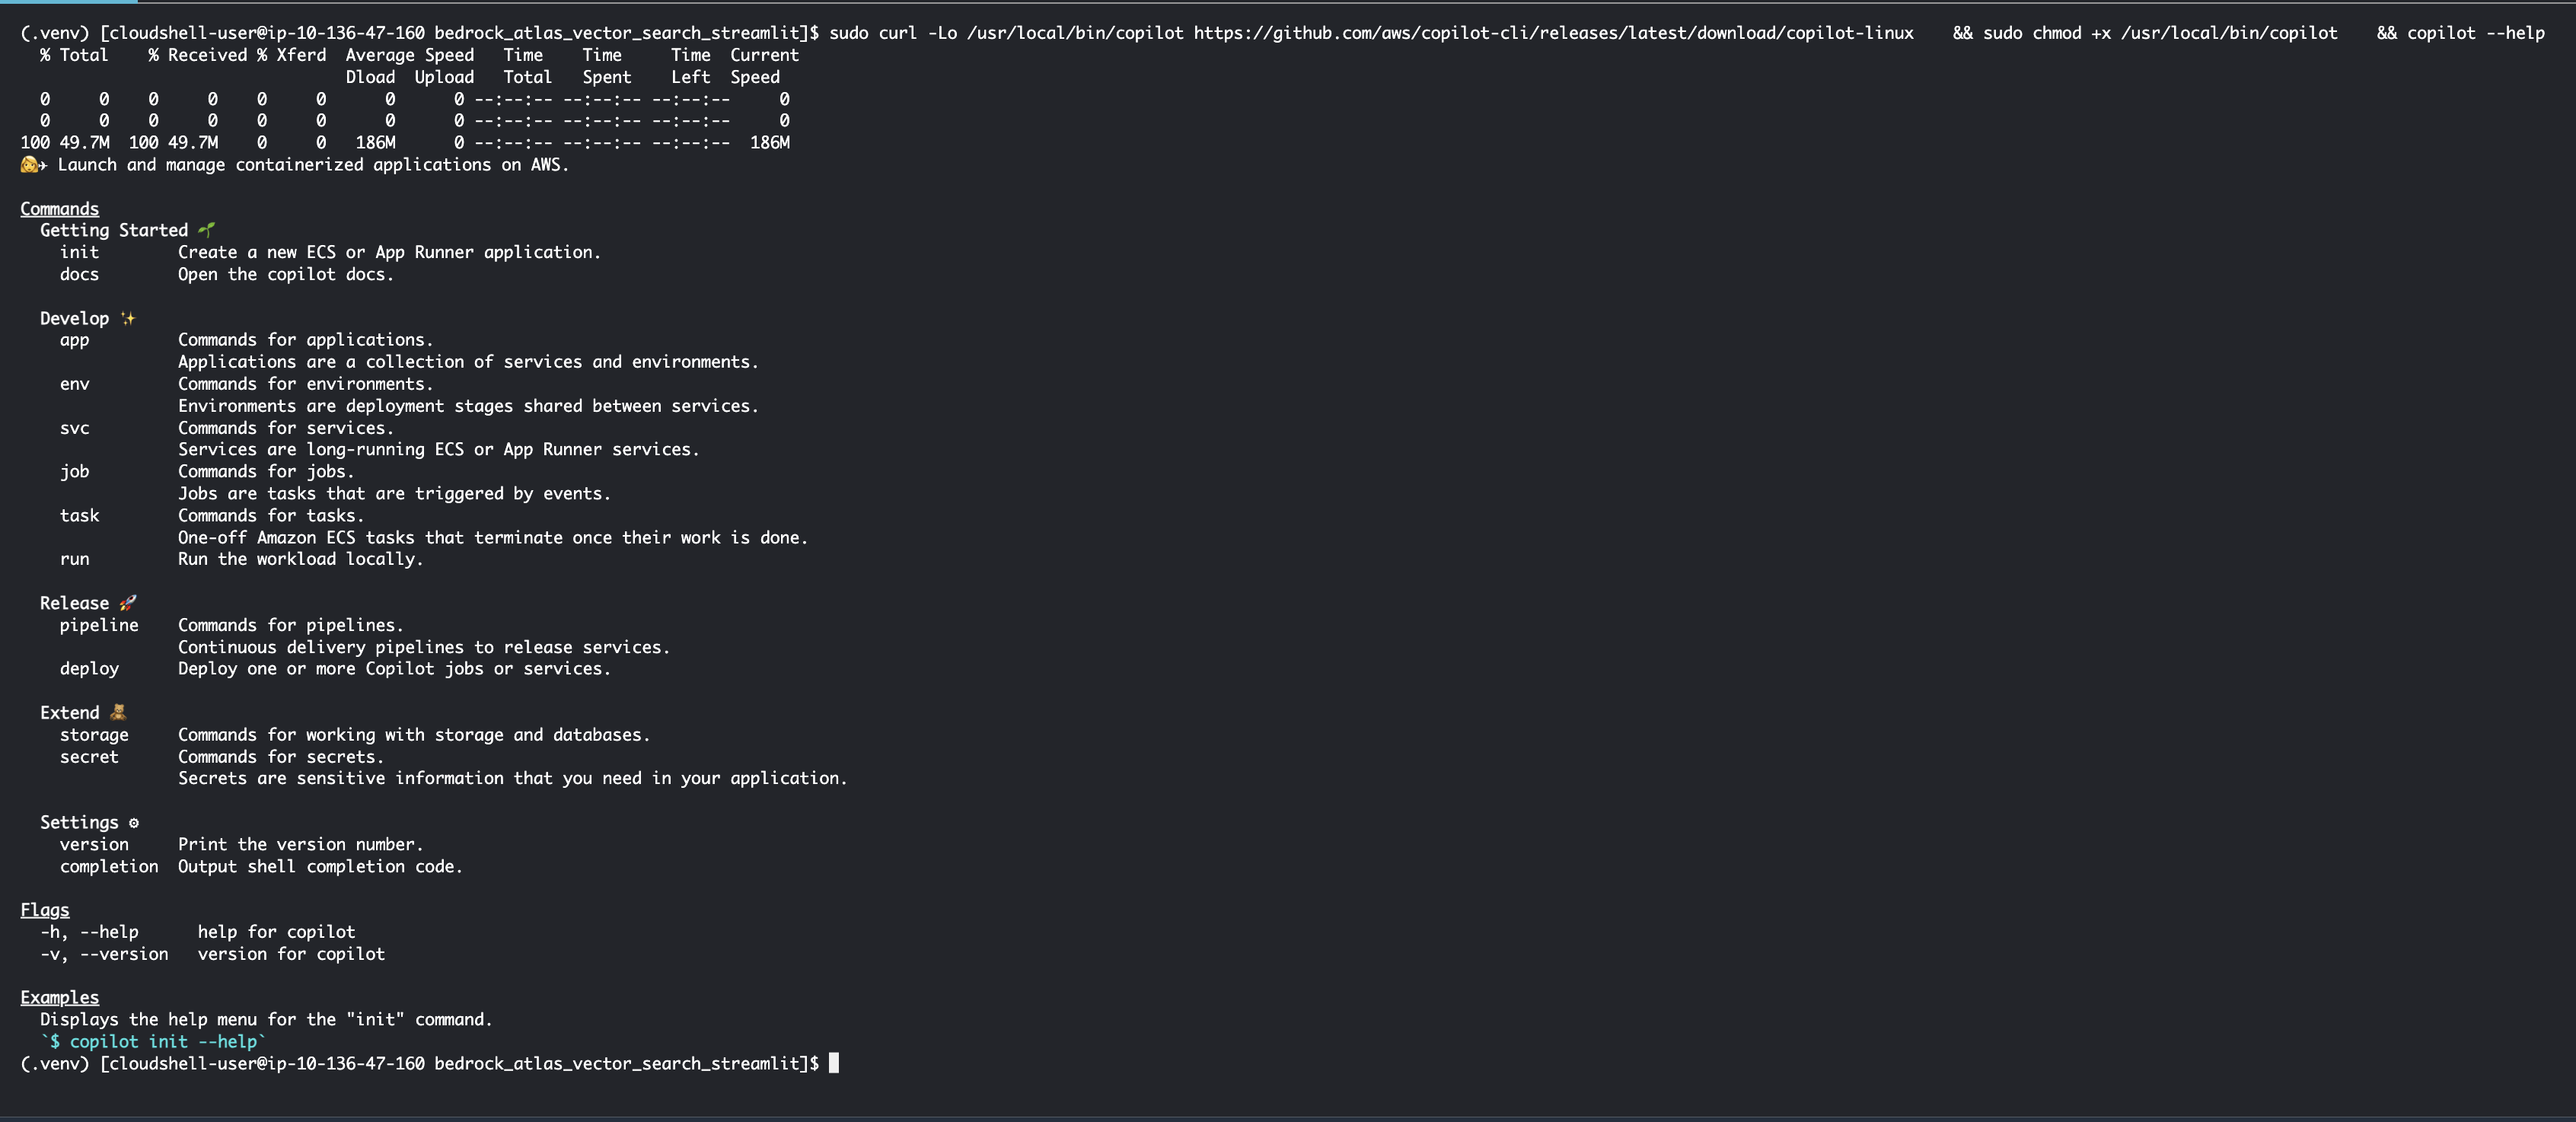 (.venv) [cloudshell-user@ip-10-136-47-160 bedrock_atlas_vector_search_streamlit]$ sudo curl -Lo /usr/local/bin/copilot https://github.com/aws/copilot-cli/releases/latest/download/copilot-linux    && sudo chmod +x /usr/local/bin/copilot    && copilot --help
  % Total    % Received % Xferd  Average Speed   Time    Time     Time  Current
                                 Dload  Upload   Total   Spent    Left  Speed
  0     0    0     0    0     0      0      0 --:--:-- --:--:-- --:--:--     0
  0     0    0     0    0     0      0      0 --:--:-- --:--:-- --:--:--     0
100 49.7M  100 49.7M    0     0   186M      0 --:--:-- --:--:-- --:--:--  186M
👩‍✈️ Launch and manage containerized applications on AWS.

Commands
  Getting Started 🌱
    init        Create a new ECS or App Runner application.
    docs        Open the copilot docs.

  Develop ✨
    app         Commands for applications.
                Applications are a collection of services and environments.
    env         Commands for environments.
                Environments are deployment stages shared between services.
    svc         Commands for services.
                Services are long-running ECS or App Runner services.
    job         Commands for jobs.
                Jobs are tasks that are triggered by events.
    task        Commands for tasks.
                One-off Amazon ECS tasks that terminate once their work is done.
    run         Run the workload locally.

  Release 🚀
    pipeline    Commands for pipelines.
                Continuous delivery pipelines to release services.
    deploy      Deploy one or more Copilot jobs or services.

  Extend 🧸
    storage     Commands for working with storage and databases.
    secret      Commands for secrets.
                Secrets are sensitive information that you need in your application.

  Settings ⚙
    version     Print the version number.
    completion  Output shell completion code.

Flags
  -h, --help      help for copilot
  -v, --version   version for copilot

Examples
  Displays the help menu for the "init" command.
  `$ copilot init --help`
(.venv) [cloudshell-user@ip-10-136-47-160 bedrock_atlas_vector_search_streamlit]$